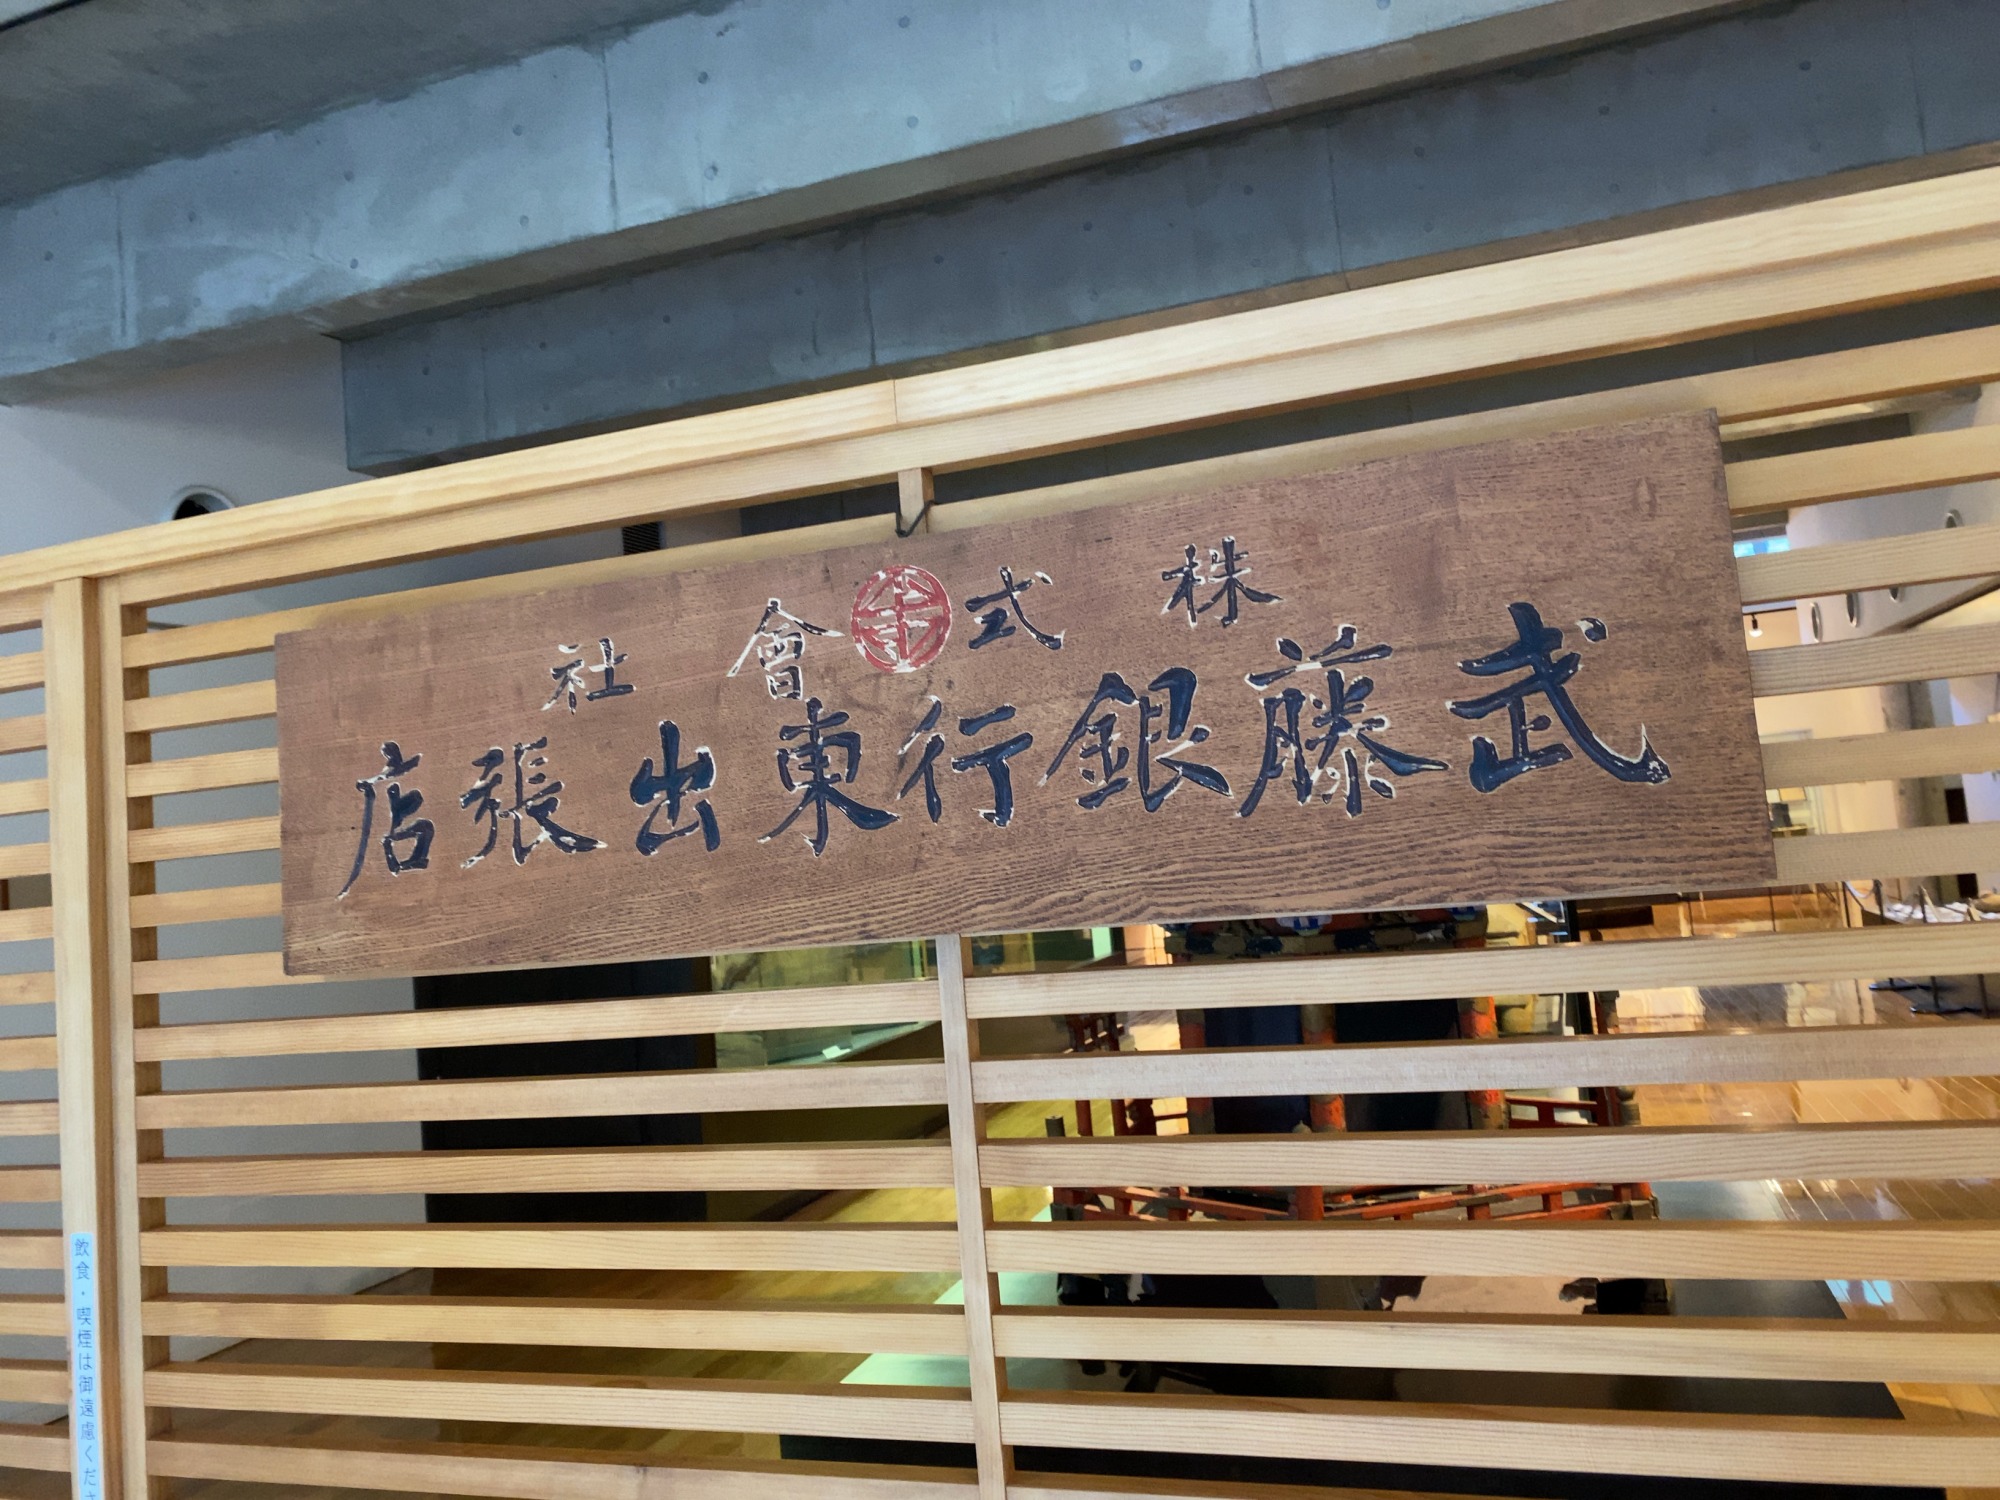 株式會社
武藤銀行東出張店
飲食・喫煙は御遠慮くださ